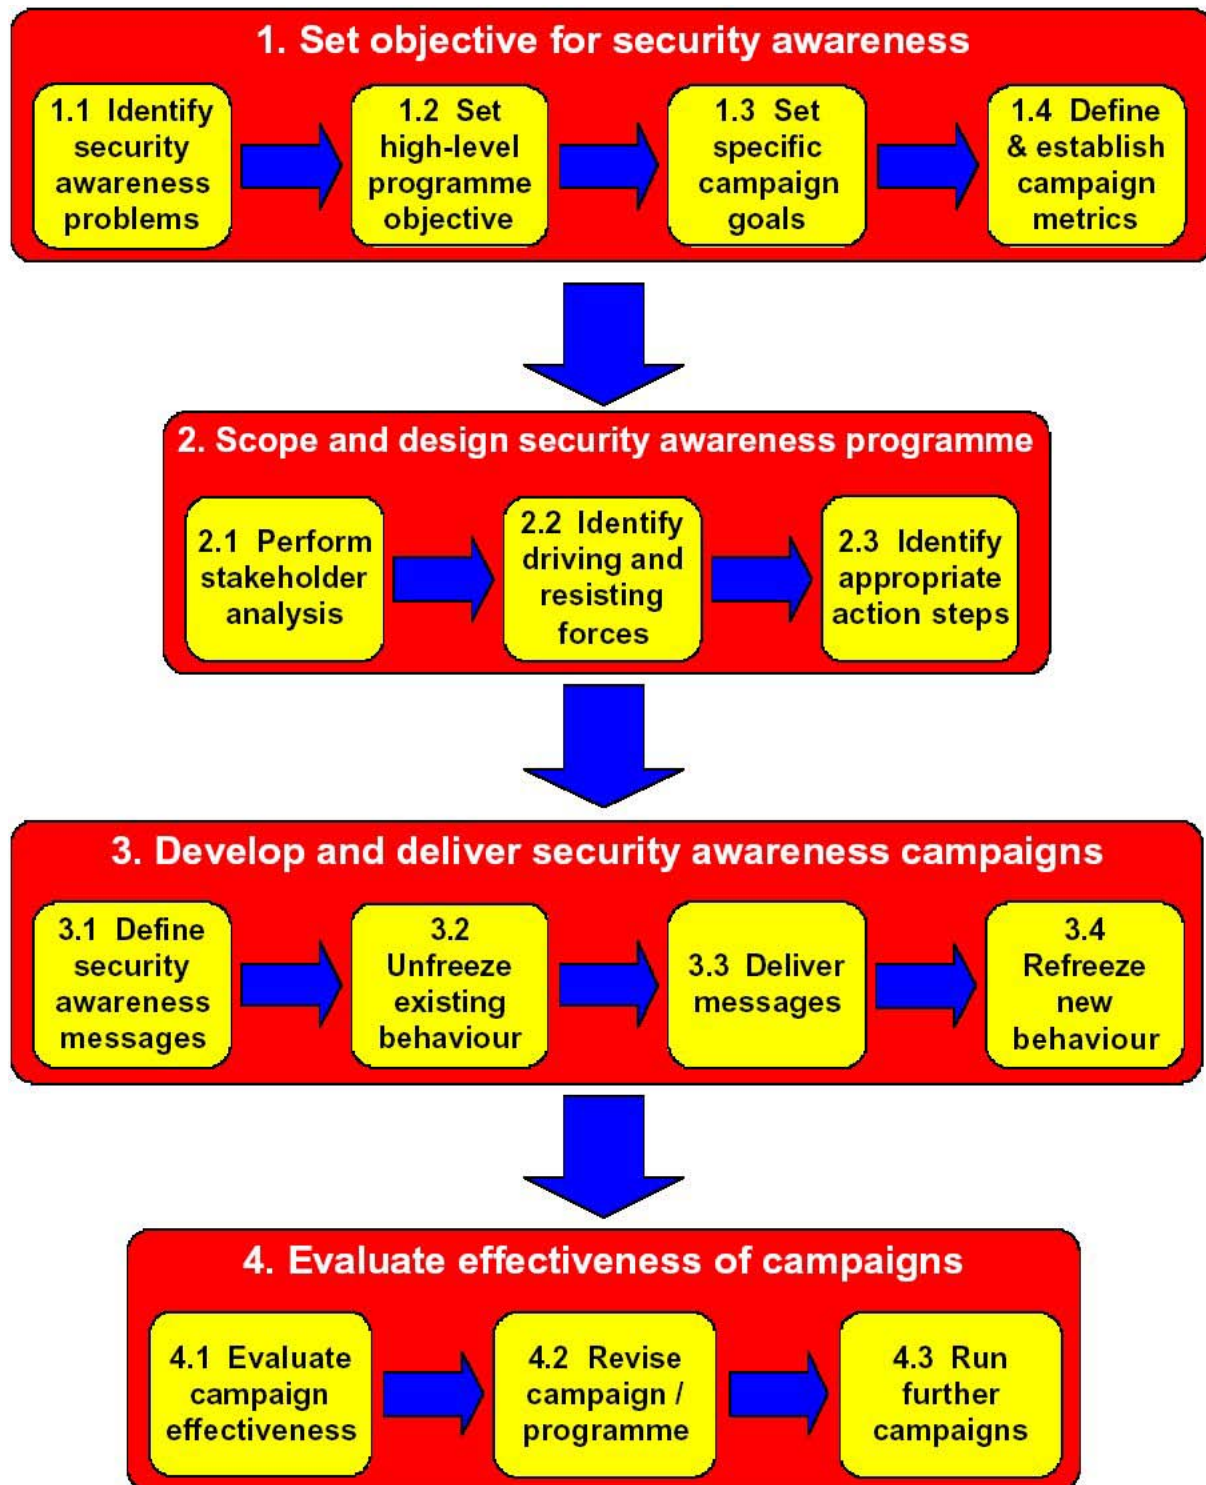 1. Set objective for security awareness
1.1 Identify
security
awareness
problems
1.2 Set
high-level
programme
objective
1.3 Set
specific
campaign
goals
1.4 Define
& establish
campaign
metrics
2. Scope and design security awareness programme
2.1 Perform
stakeholder
analysis
2.2 Identify
driving and
resisting
forces
2.3 Identify
appropriate
action steps
3. Develop and deliver security awareness campaigns
3.1 Define
security
awareness
messages
3.2
Unfreeze
existing
behaviour
3.3 Deliver
messages
3.4
Refreeze
new
behaviour
4. Evaluate effectiveness of campaigns
4.1 Evaluate
campaign
effectiveness
4.2 Revise
campaign /
programme
4.3 Run
further
campaigns